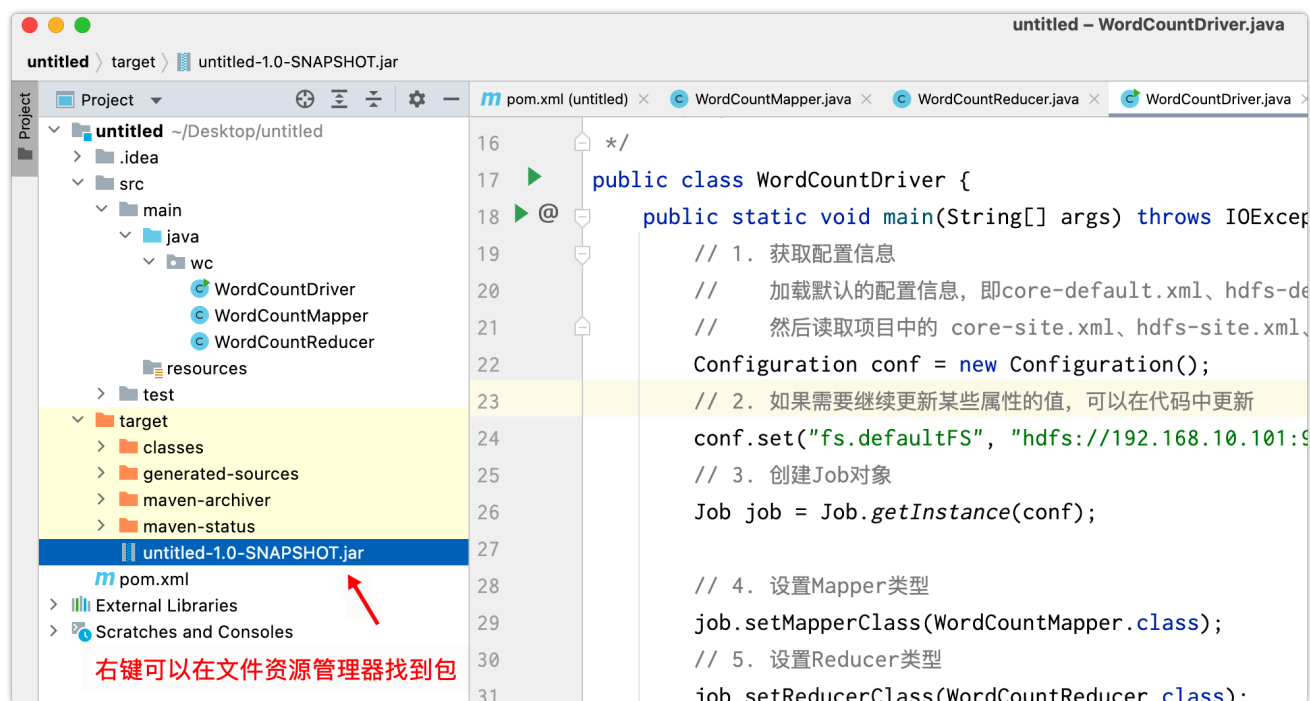 untitled – WordCountDriver.java
untitled 〉 target 〉 untitled-1.0-SNAPSHOT.jar
Project
Project
untitled ~/Desktop/untitled
.idea
src
main
java
wc
WordCountDriver
WordCountMapper
WordCountReducer
resources
test
target
classes
generated-sources
maven-archiver
maven-status
untitled-1.0-SNAPSHOT.jar
pom.xml
External Libraries
Scratches and Consoles
右键可以在文件资源管理器找到包
pom.xml (untitled) WordCountMapper.java WordCountReducer.java WordCountDriver.java
16 */
17 public class WordCountDriver {
18 @ public static void main(String[] args) throws IOExcep
19 // 1. 获取配置信息
20 // 加载默认的配置信息，即core-default.xml、hdfs-de
21 // 然后读取项目中的 core-site.xml、hdfs-site.xml、
22 Configuration conf = new Configuration();
23 // 2. 如果需要继续更新某些属性的值，可以在代码中更新
24 conf.set("fs.defaultFS", "hdfs://192.168.10.101:9
25 // 3. 创建Job对象
26 Job job = Job.getInstance(conf);
27
28 // 4. 设置Mapper类型
29 job.setMapperClass(WordCountMapper.class);
30 // 5. 设置Reducer类型
31 job.setReducerClass(WordCountReducer.class);